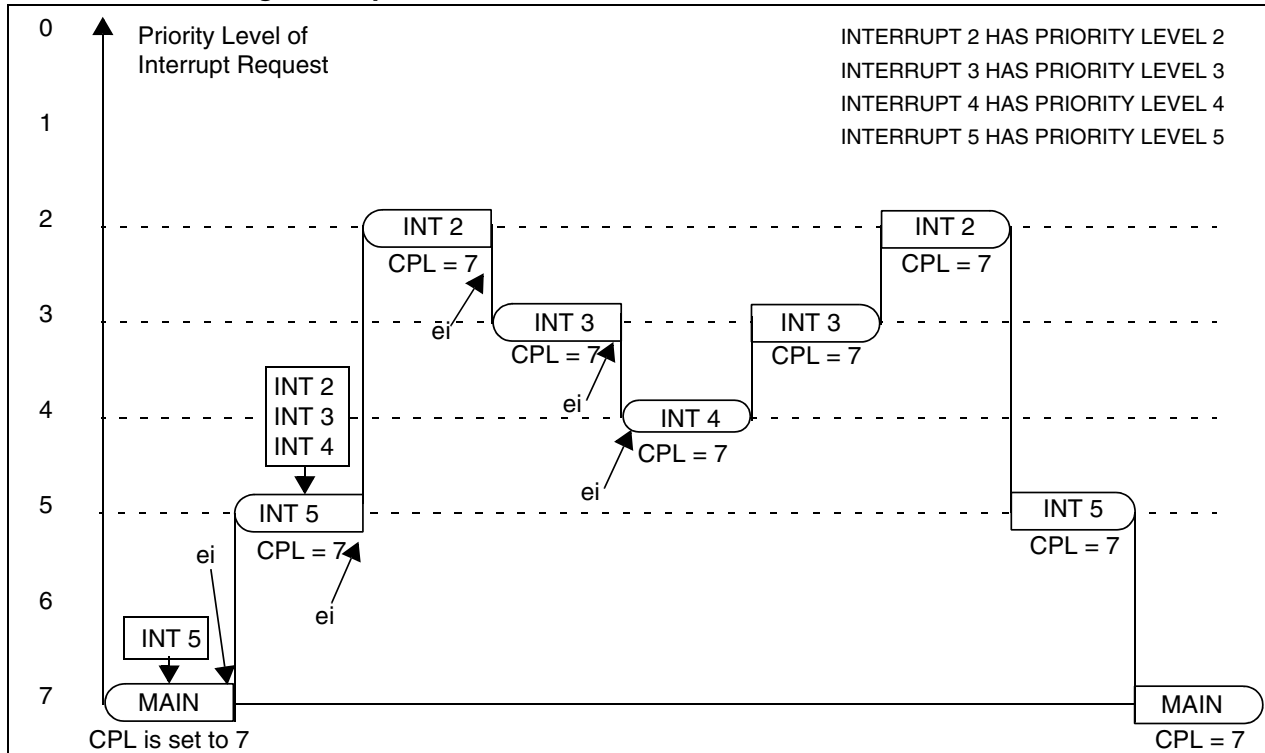 0
Priority Level of
Interrupt Request
INTERRUPT 2 HAS PRIORITY LEVEL 2
INTERRUPT 3 HAS PRIORITY LEVEL 3
INTERRUPT 4 HAS PRIORITY LEVEL 4
INTERRUPT 5 HAS PRIORITY LEVEL 5
1
2
INT 2
INT 2
CPL = 7
CPL = 7
ei
3
INT 3
INT 3
CPL = 7
CPL = 7
INT 2
INT 3
INT 4
ei
4
INT 4
CPL = 7
ei
5
INT 5
INT 5
CPL = 7
CPL = 7
ei
ei
6
INT 5
7
MAIN
MAIN
CPL is set to 7
CPL = 7